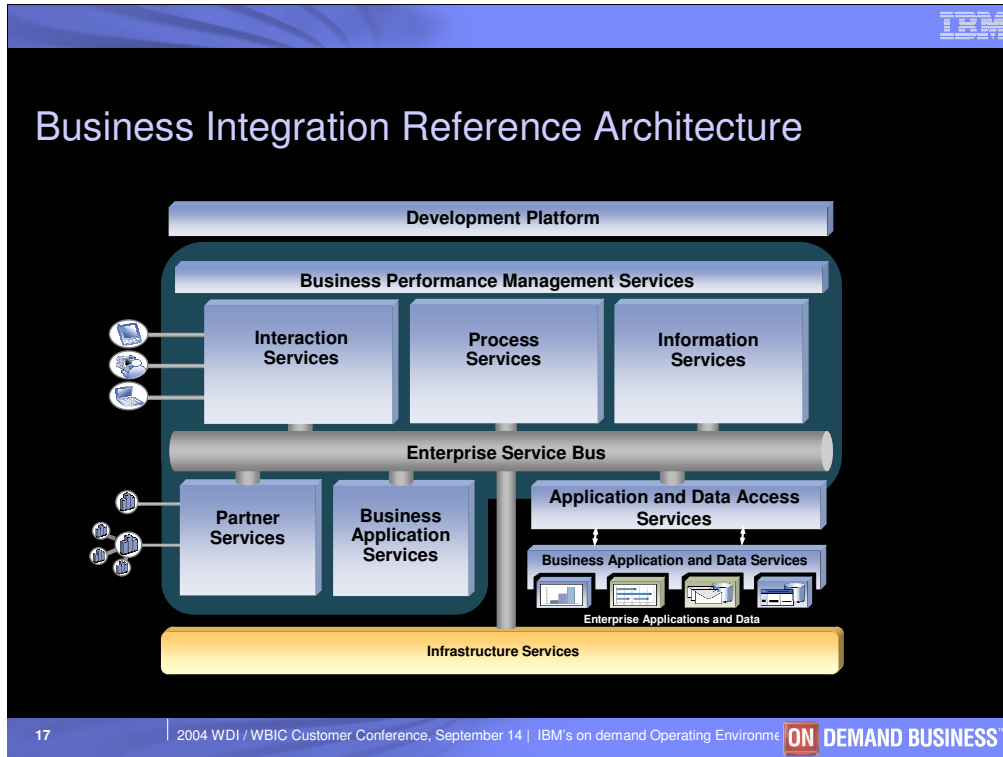 IBM
Business Integration Reference Architecture
Development Platform
Business Performance Management Services
Interaction
Services
Process
Services
Information
Services
Enterprise Service Bus
Partner
Services
Business
Application
Services
Application and Data Access
Services
Business Application and Data Services
Enterprise Applications and Data
Infrastructure Services
17
2004 WDI / WBIC Customer Conference, September 14 | IBM's on demand Operating
ON DEMAND BUSINESS™